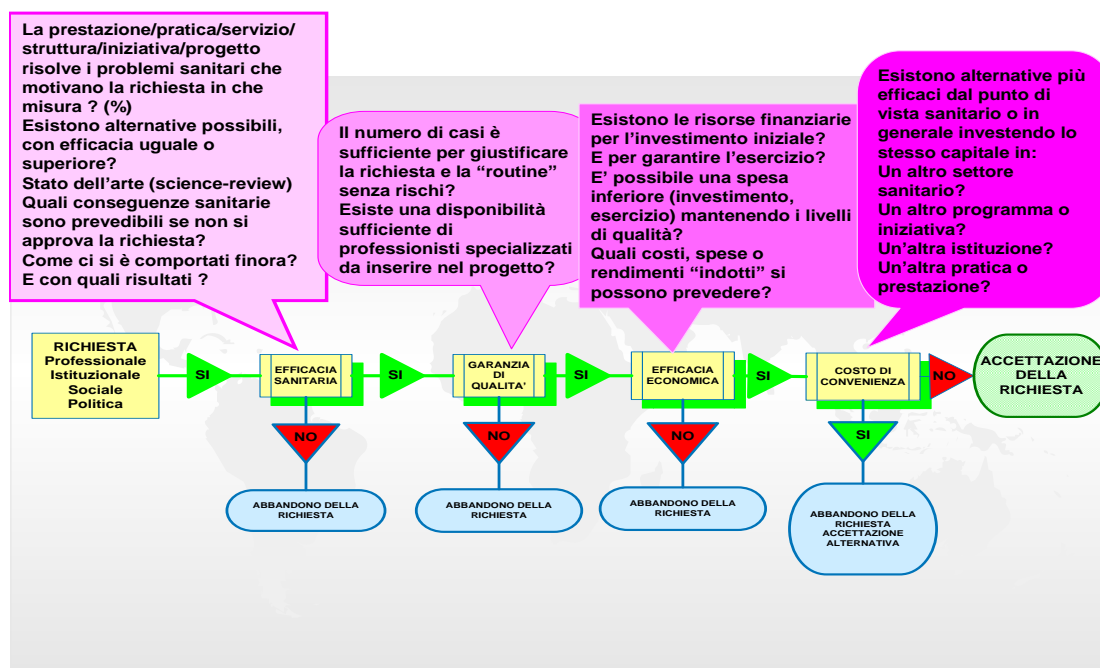 La prestazione/pratica/servizio/
struttura/iniziativa/progetto
risolve i problemi sanitari che
motivano la richiesta in che
misura ? (%)
Esistono alternative possibili,
con efficacia uguale o
superiore?
Stato dell'arte (science-review)
Quali conseguenze sanitarie
sono prevedibili se non si
approva la richiesta?
Come ci si è comportati finora?
E con quali risultati ?
Il numero di casi è
sufficiente per giustificare
la richiesta e la “routine”
senza rischi?
Esiste una disponibilità
sufficiente di
professionisti specializzati
da inserire nel progetto?
Esistono le risorse finanziarie
per l'investimento iniziale?
E per garantire l'esercizio?
E' possibile una spesa
inferiore (investimento,
esercizio) mantenendo i livelli
di qualità?
Quali costi, spese o
rendimenti “indotti” si
possono prevedere?
Esistono alternative più
efficaci dal punto di
vista sanitario o in
generale investendo lo
stesso capitale in:
Un altro settore
sanitario?
Un altro programma o
iniziativa?
Un'altra istituzione?
Un'altra pratica o
prestazione?
RICHIESTA
Professionale
Istituzionale
Sociale
Politica
SI
EFFICACIA
SANITARIA
SI
GARANZIA
DI
QUALITA'
SI
EFFICACIA
ECONOMICA
SI
COSTO DI
CONVENIENZA
NO
ACCETTAZIONE
DELLA
RICHIESTA
NO
NO
NO
SI
ABBANDONO DELLA
RICHIESTA
ABBANDONO DELLA
RICHIESTA
ABBANDONO DELLA
RICHIESTA
ABBANDONO DELLA
RICHIESTA
ACCETTAZIONE
ALTERNATIVA